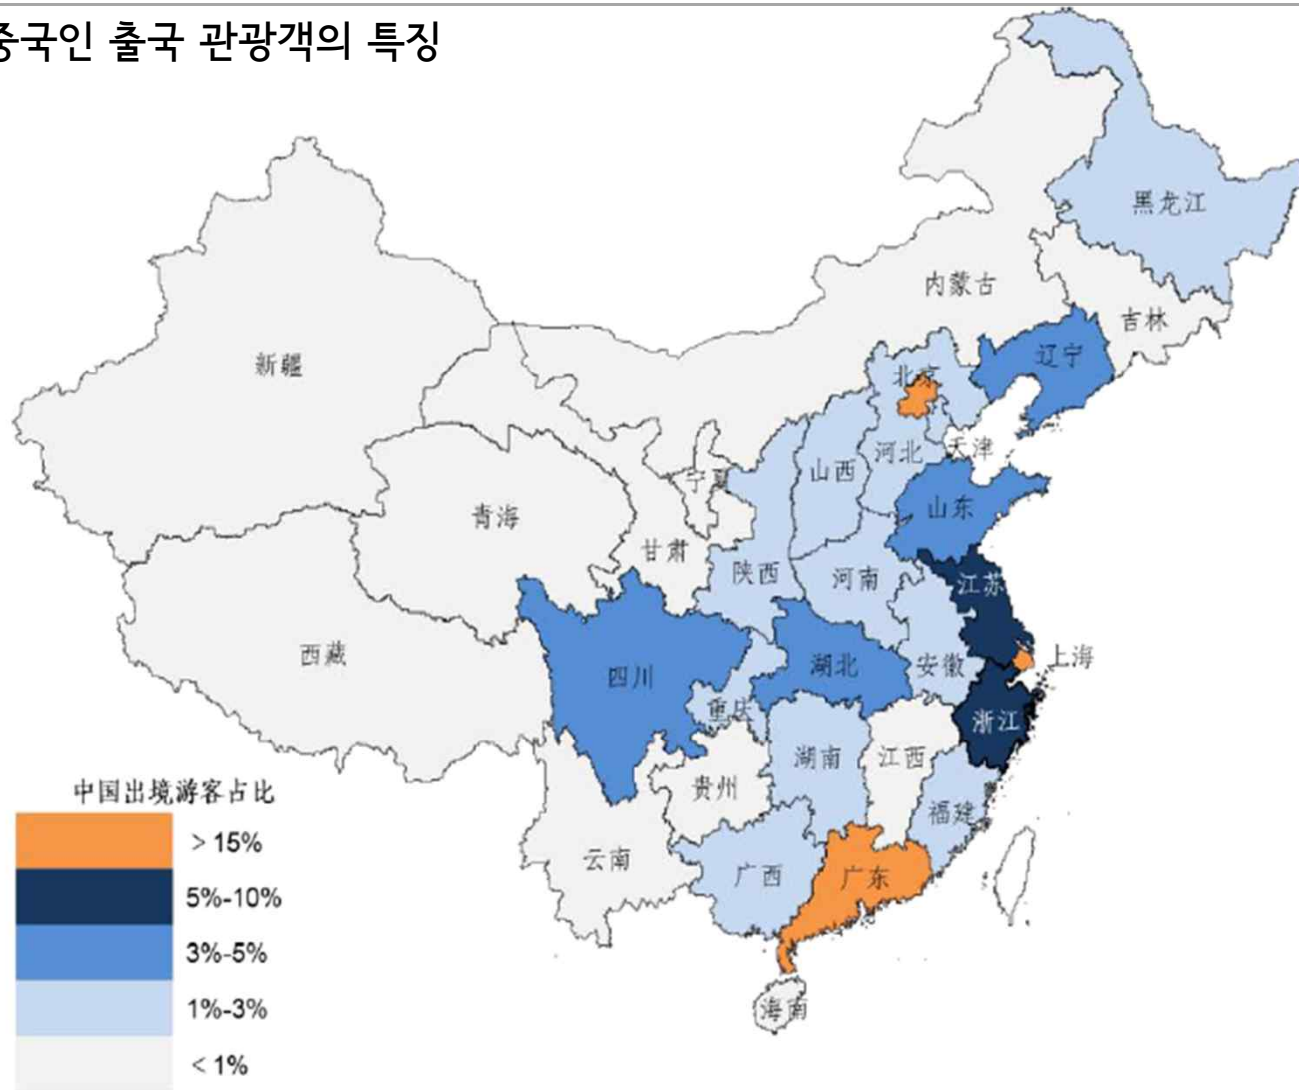 중국인 출국 관광객의 특징
黑龙江
内蒙古
吉林
新疆
辽宁
北京
天津
河北
山西
宁夏
山东
青海
甘肃
陕西
河南
江苏
西藏
四川
湖北
安徽
上海
重庆
浙江
湖南
江西
贵州
福建
云南
广西
广东
海南
中国出境游客占比
> 15%
5%-10%
3%-5%
1%-3%
< 1%